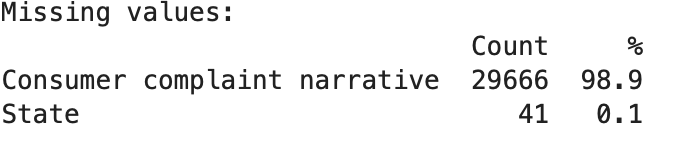 Missing values:
Count %
Consumer complaint narrative 29666 98.9
State 41 0.1